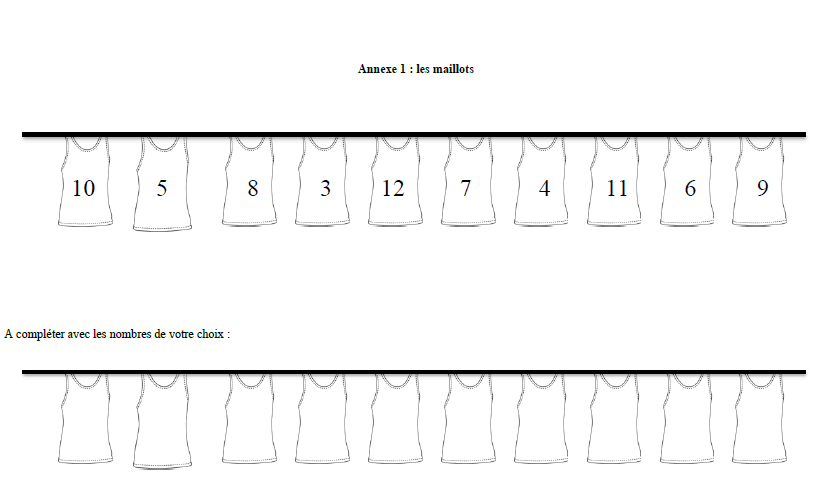 Annexe 1 : les maillots
10 5 8 3 12 7 4 11 6 9
A compléter avec les nombres de votre choix :